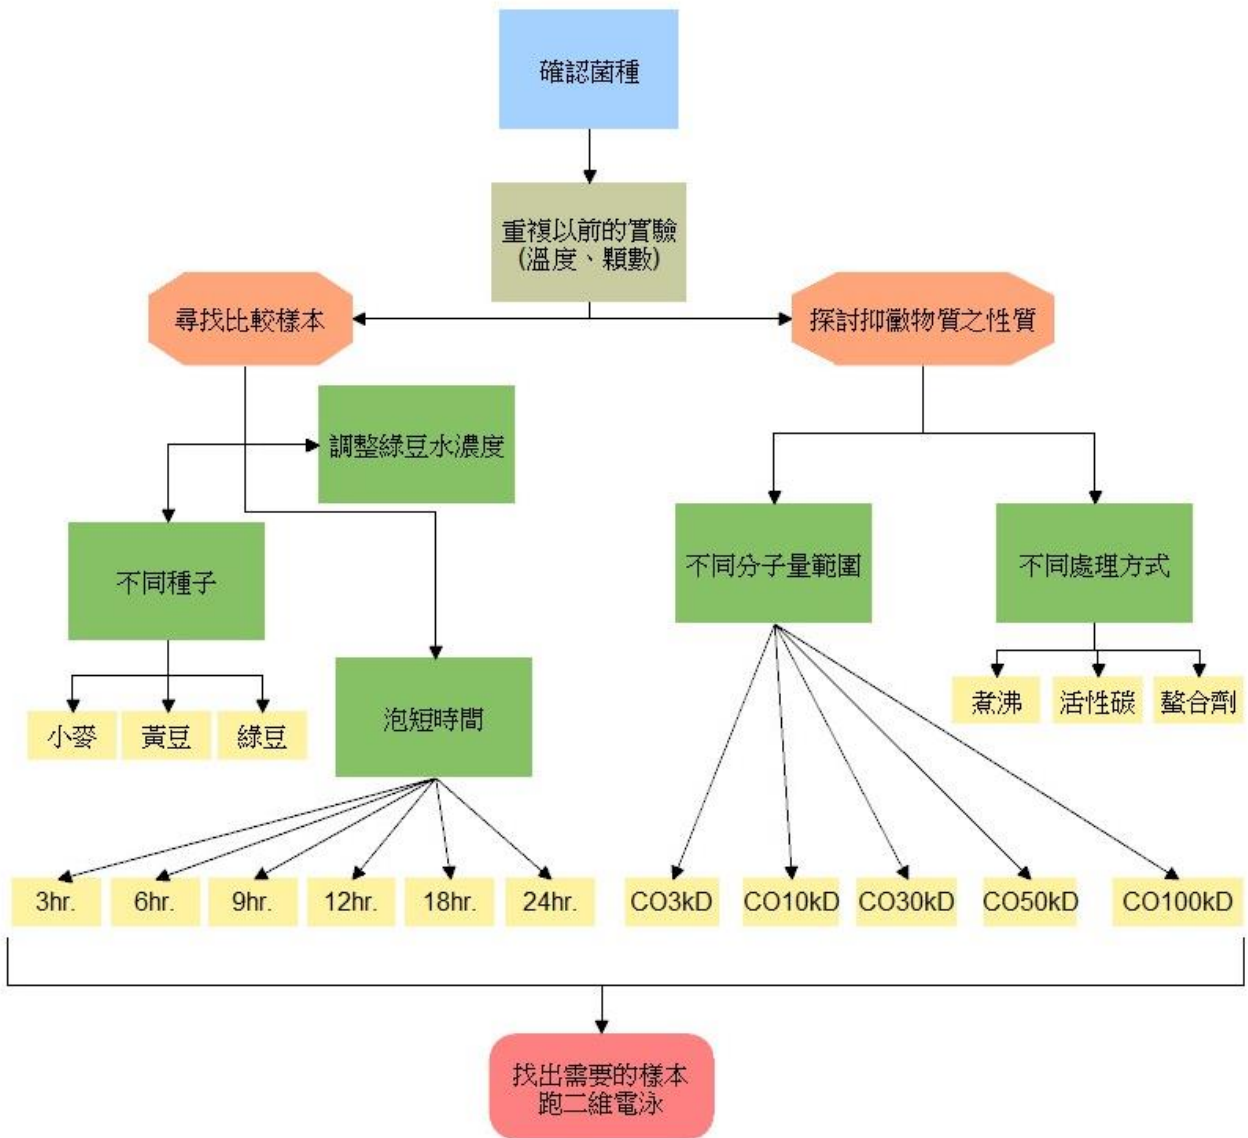 確認菌種
重複以前的實驗
(溫度、顆數)
尋找比較樣本
探討抑黴物質之性質
調整綠豆水濃度
不同種子
不同分子量範圍
不同處理方式
泡短時間
小麥
黃豆
綠豆
煮沸
活性碳
螯合劑
3hr.
6hr.
9hr.
12hr.
18hr.
24hr.
CO3kD
CO10kD
CO30kD
CO50kD
CO100kD
找出需要的樣本
跑二維電泳